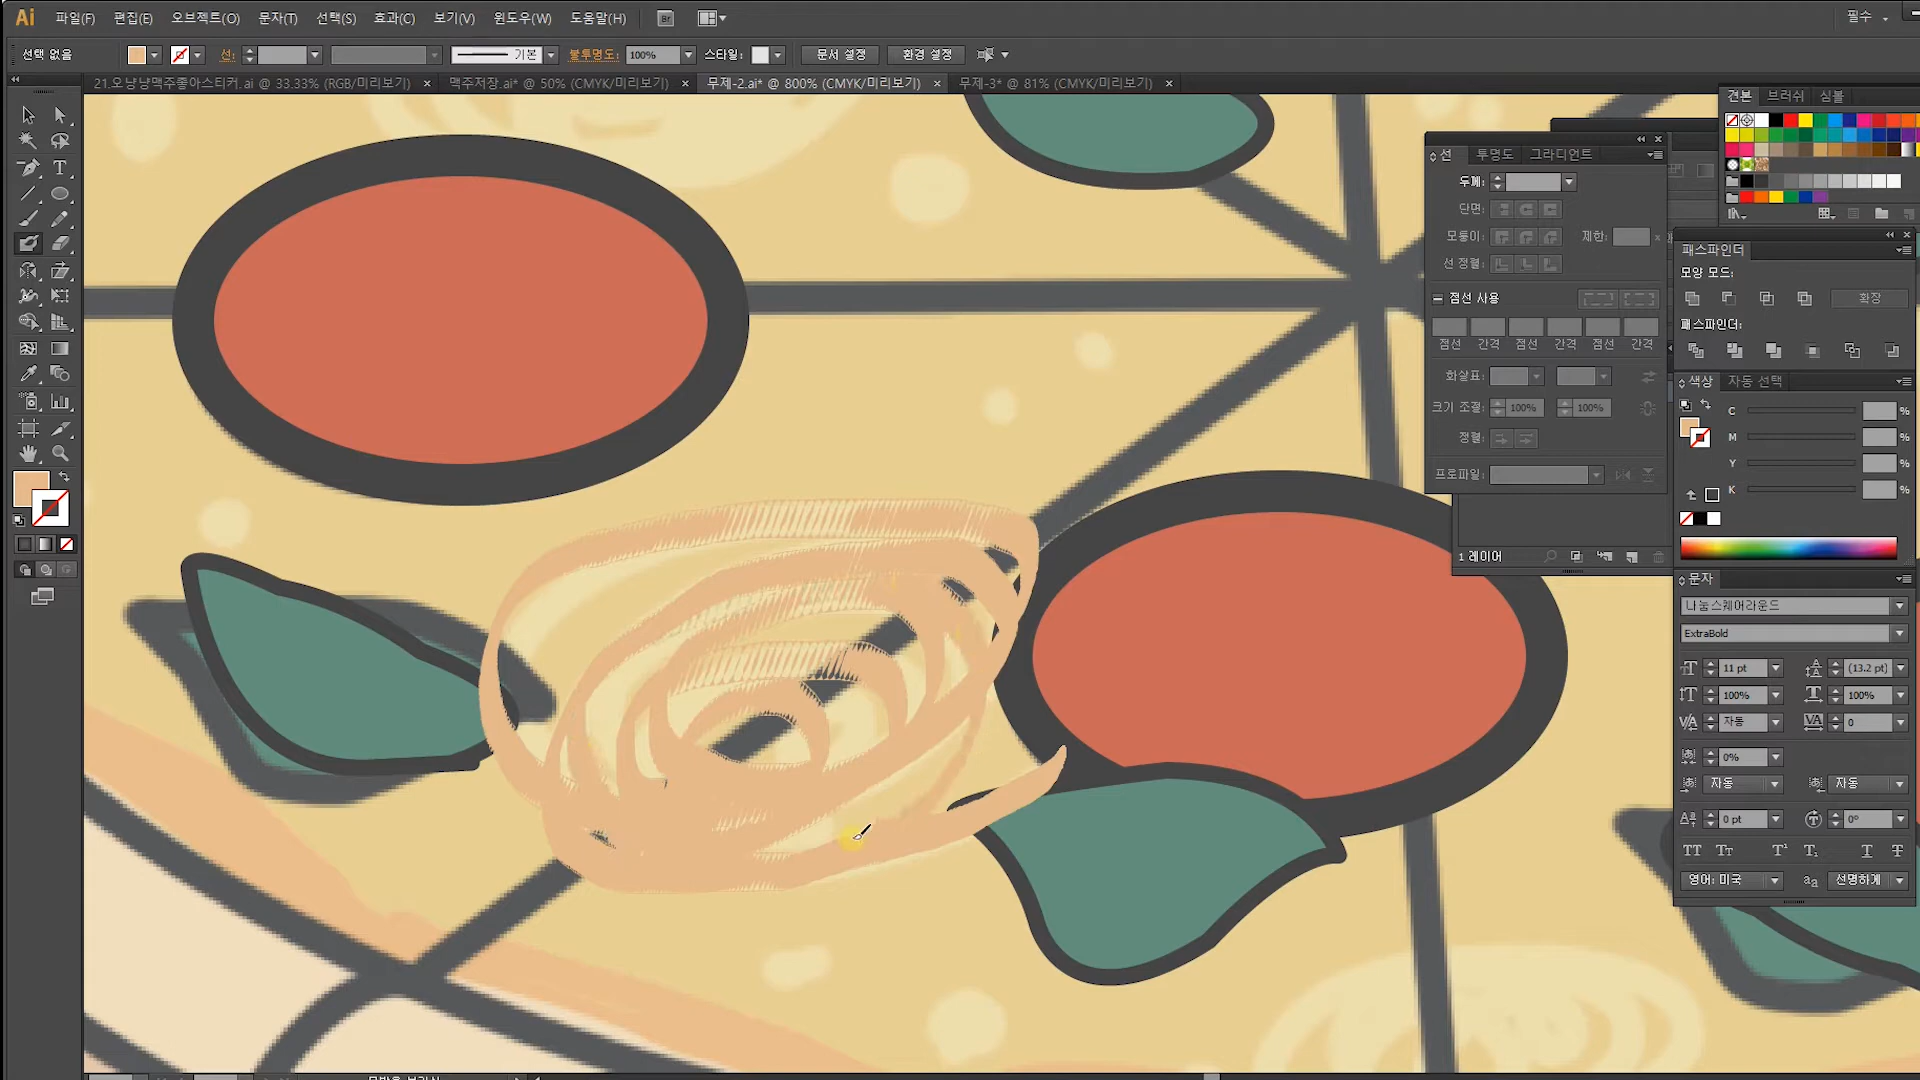 Ai 파일(F) 편집(E) 오브젝트(O) 문자(T) 선택(S) 효과(C) 보기(V) 윈도우(W) 도움말(H) Br 필수
선택 없음 선: 기본 불투명도: 100% 스타일: 문서 설정 환경 설정
21.오냥냥맥주좋아스티커.ai @ 33.33% (RGB/미리보기) × 맥주저장.ai* @ 50% (CMYK/미리보기) × 무제-2.ai* @ 800% (CMYK/미리보기) × 무제-3* @ 81% (CMYK/미리보기) ×
견본 브러쉬 심볼
선 투명도 그라디언트
두께:
단면:
모퉁이: 제한: x
선 정렬:
점선 사용
점선 간격 점선 간격 점선 간격
화살표:
크기 조절: 100% 100%
정렬:
프로파일:
1 레이어
패스파인더
모양 모드:
확장
패스파인더:
색상 자동 선택
C %
M %
Y %
K %
문자
나눔스퀘어라운드
ExtraBold
11 pt (13.2 pt)
100% 100%
자동 0
0%
자동 자동
0 pt 0°
TT Tr T¹ T₁ T T
영어: 미국 aa 선명하게